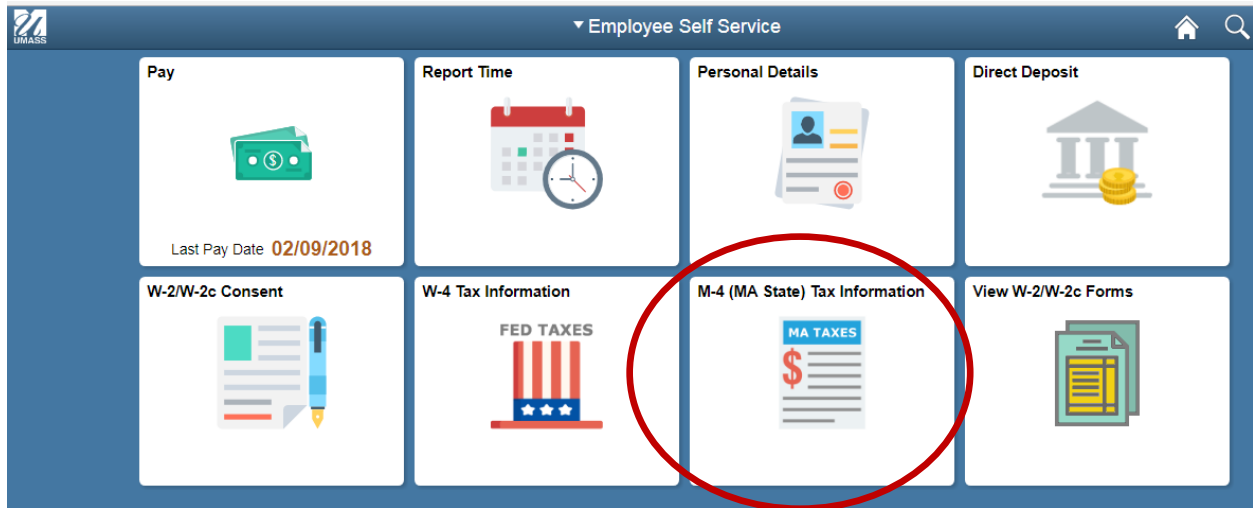 UMASS
Employee Self Service
Pay
Report Time
Personal Details
Direct Deposit
$
Last Pay Date 02/09/2018
W-2/W-2c Consent
W-4 Tax Information
M-4 (MA State) Tax Information
View W-2/W-2c Forms
FED TAXES
MA TAXES
$